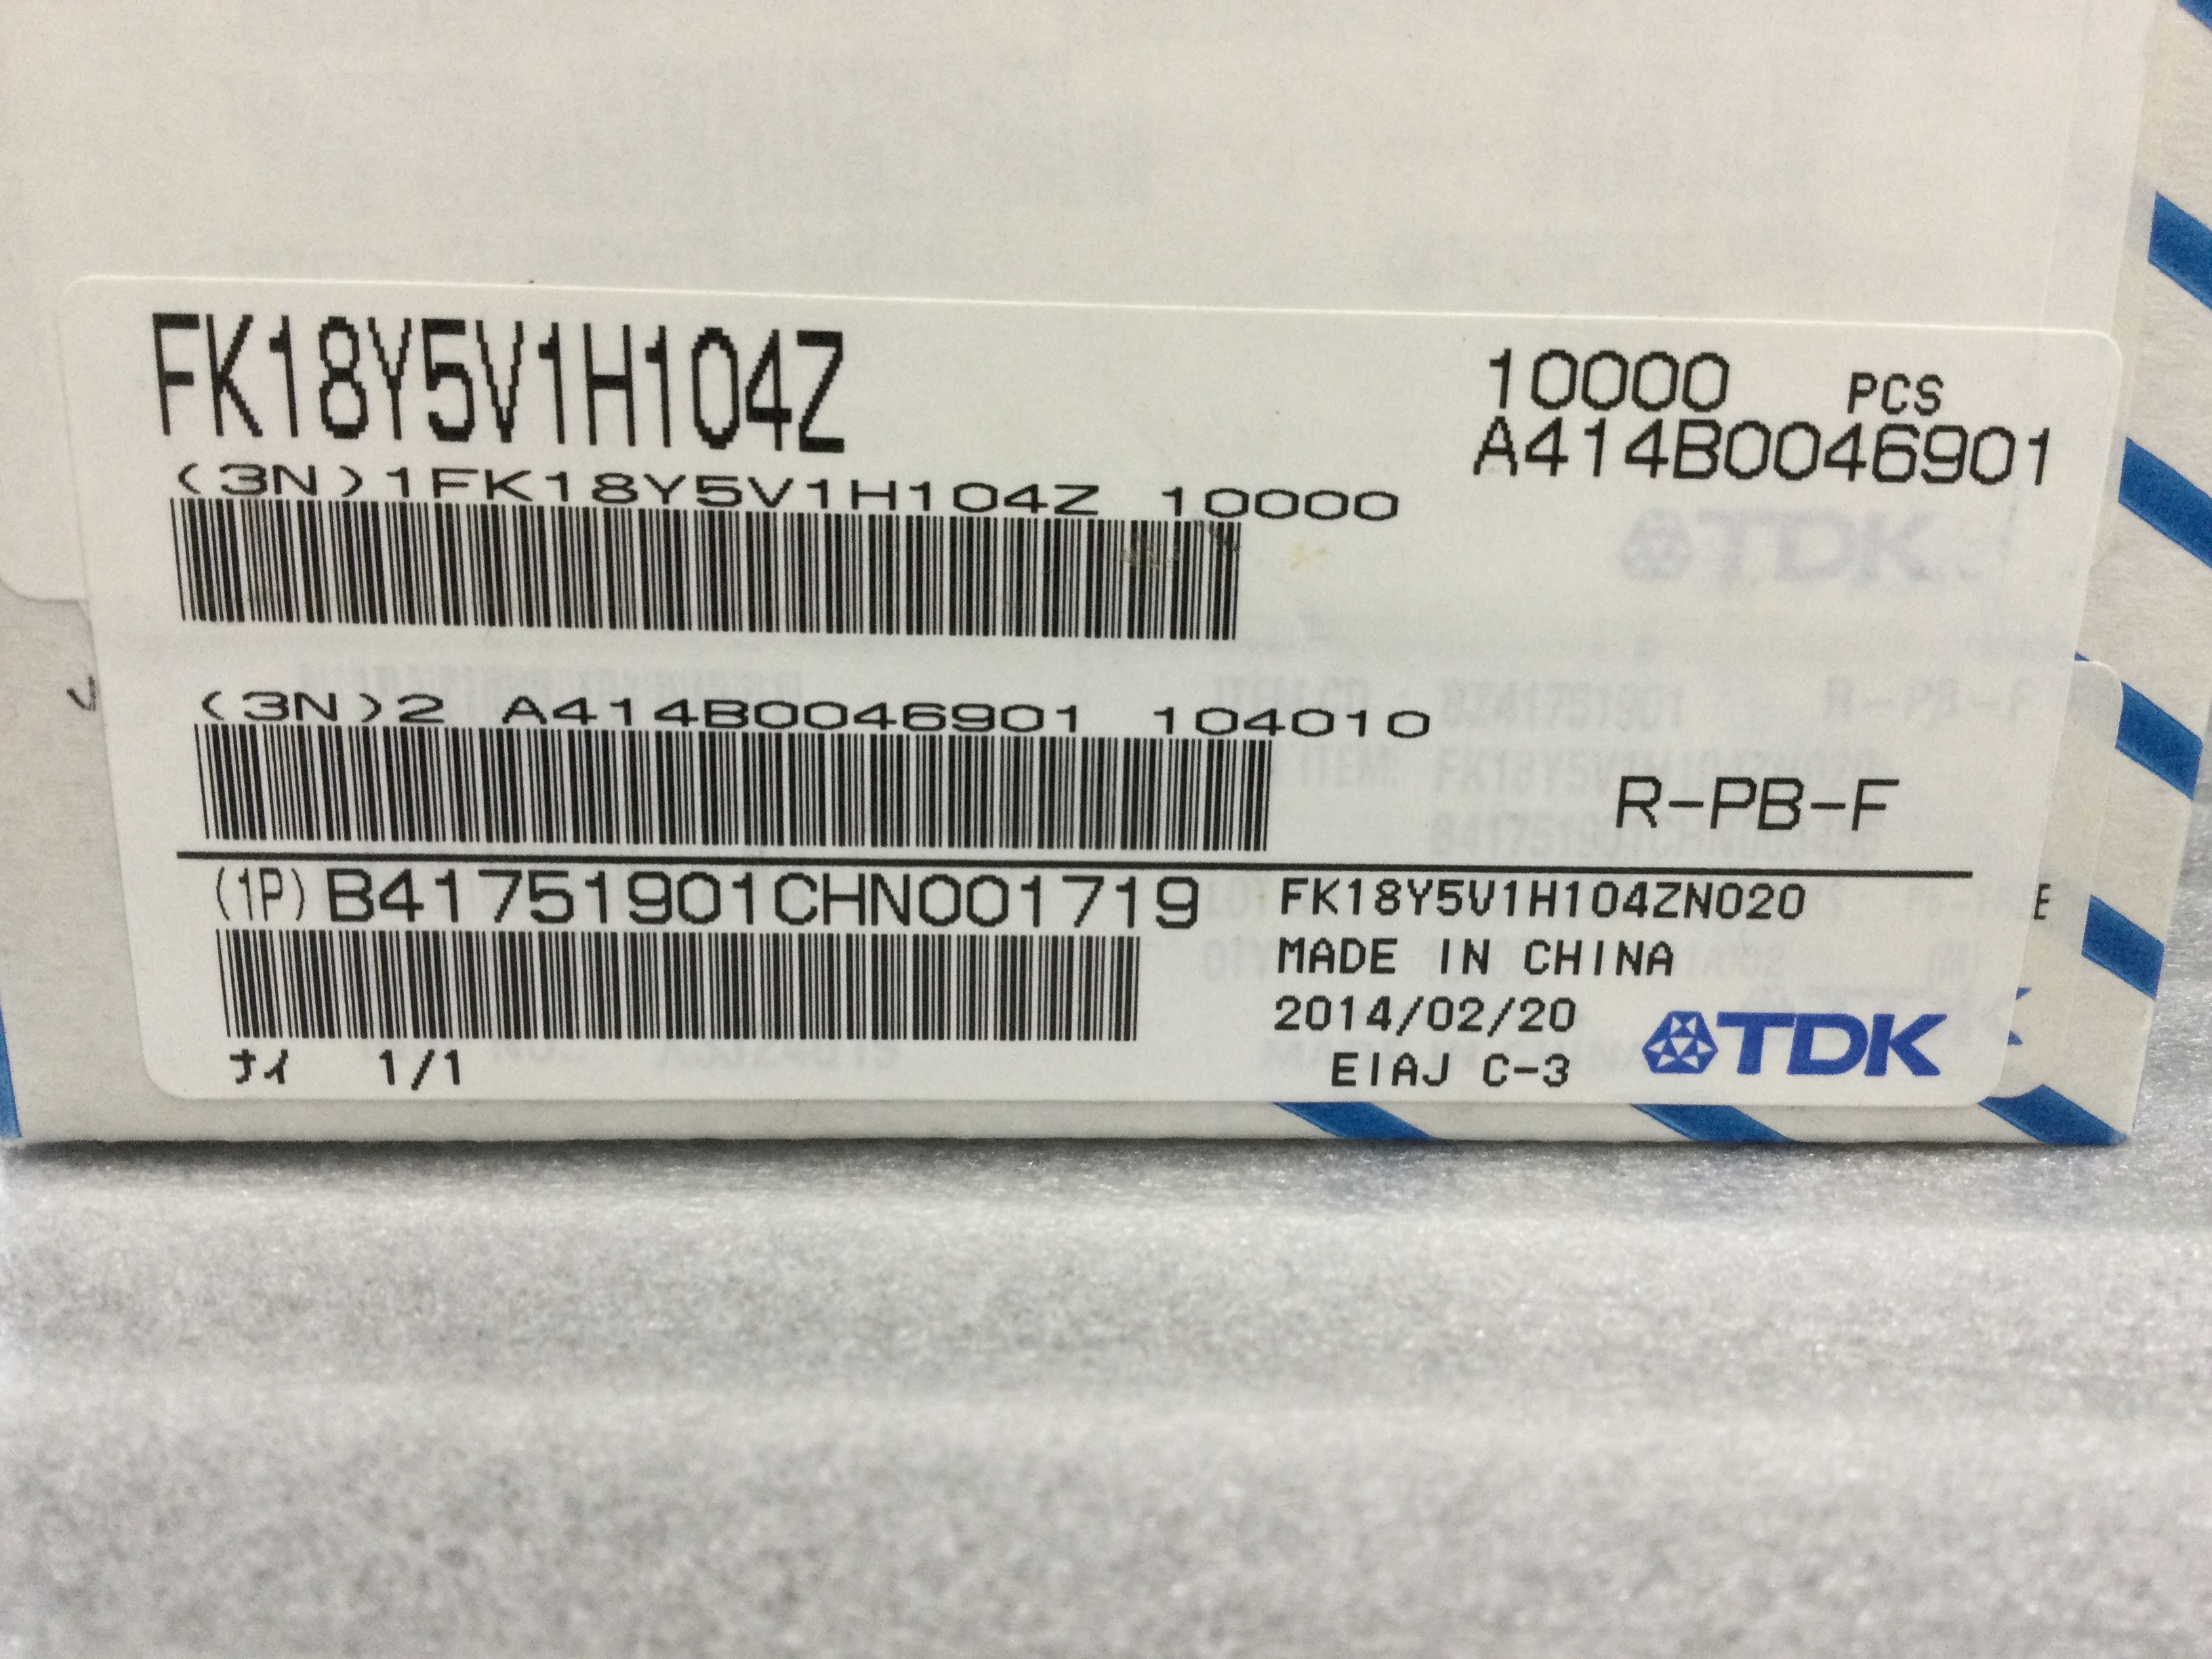 FK18Y5V1H104Z
10000 PCS
A414B0046901
(3N)1FK18Y5V1H104Z 10000
(3N)2 A414B0046901 104010
R-PB-F
(1P) B41751901CHN001719
FK18Y5V1H104ZN020
MADE IN CHINA
2014/02/20
EIAJ C-3
TDK
ナイ 1/1